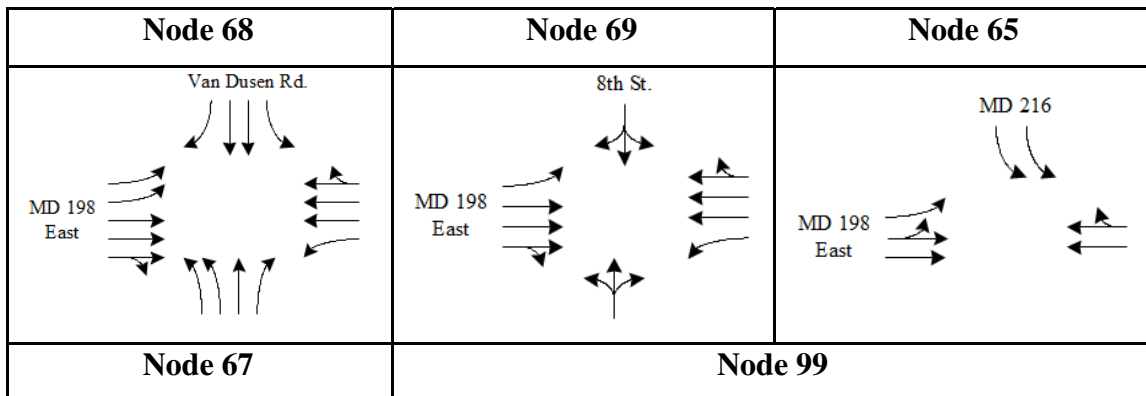 Node 68
Node 69
Node 65
Van Dusen Rd.
MD 198
East
8th St.
MD 198
East
MD 216
MD 198
East
Node 67
Node 99